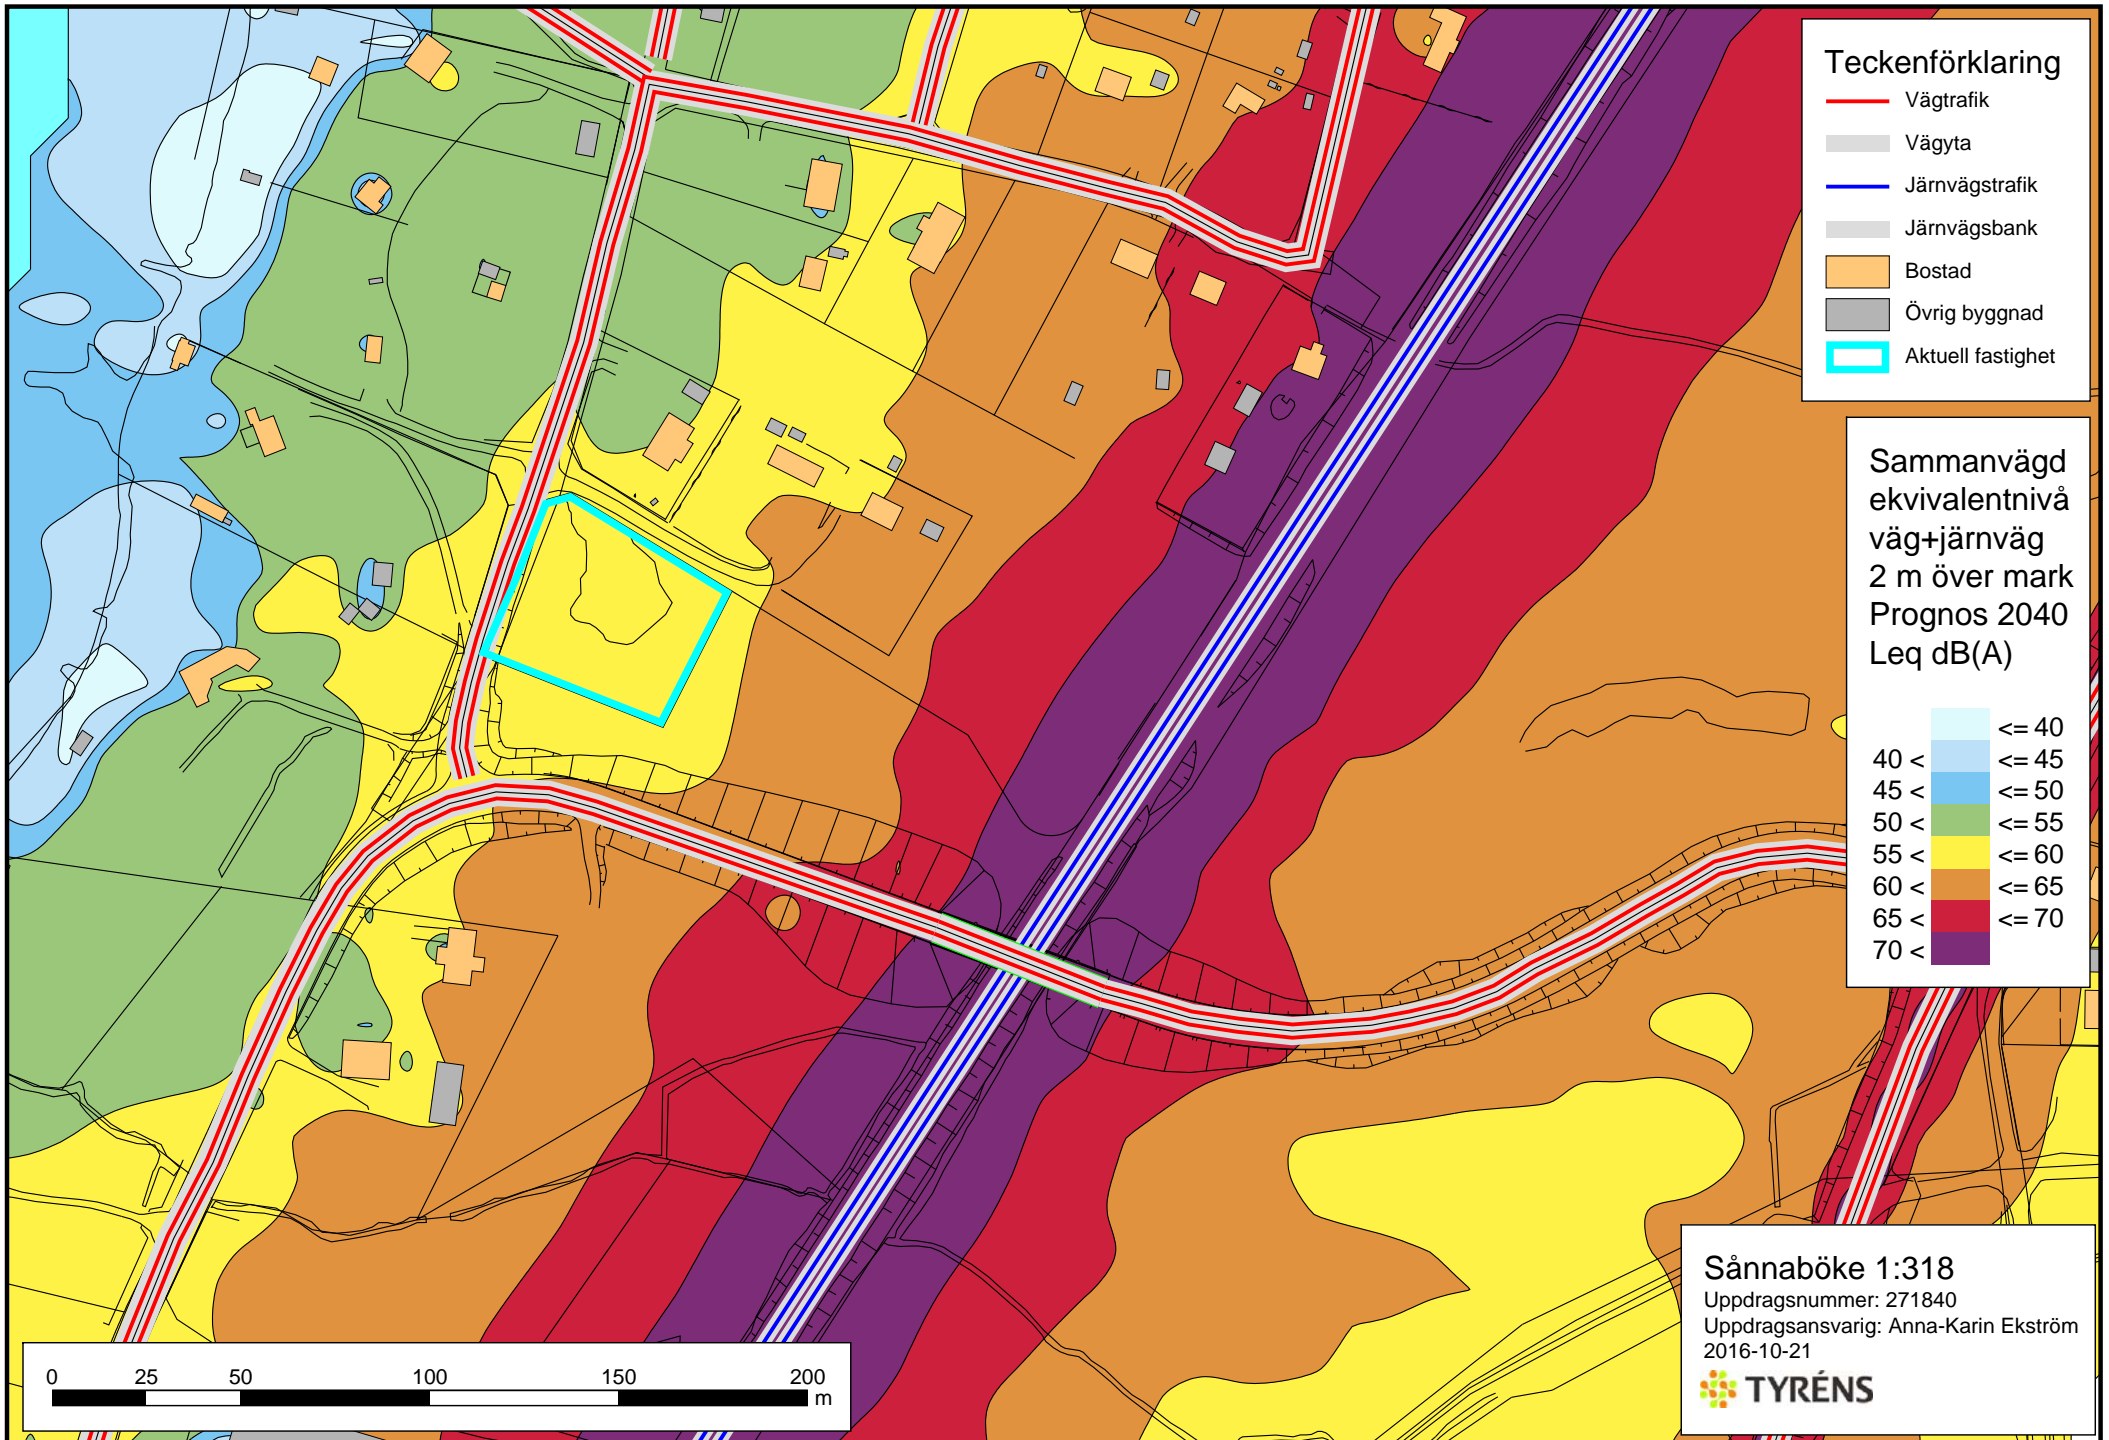 Teckenförklaring
Vägtrafik
Vägyta
Järnvägstrafik
Järnvägsbank
Bostad
Övrig byggnad
Aktuell fastighet
Sammanvägd
ekvivalentnivå
väg+järnväg
2 m över mark
Prognos 2040
Leq dB(A)
<= 40
40 < <= 45
45 < <= 50
50 < <= 55
55 < <= 60
60 < <= 65
65 < <= 70
70 <
Sånnaböke 1:318
Uppdragsnummer: 271840
Uppdragsansvarig: Anna-Karin Ekström
2016-10-21
TYRÉNS
0 25 50 100 150 200
m